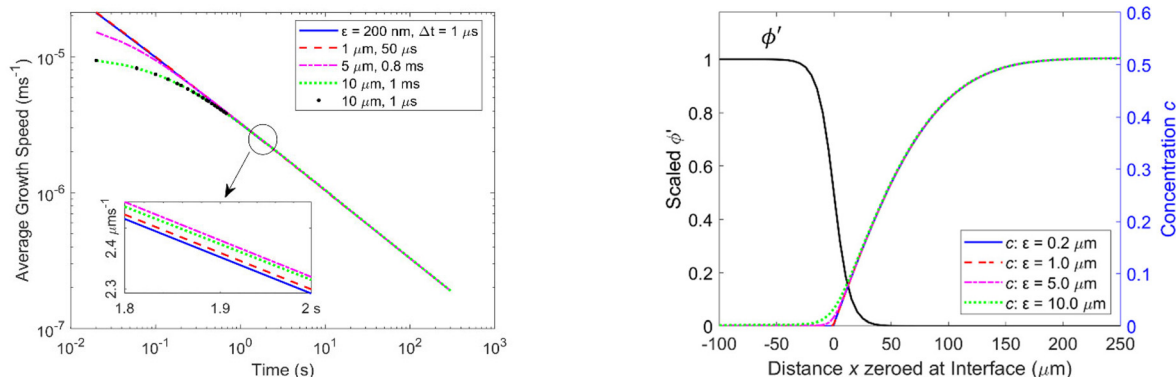 Average Growth Speed (ms⁻¹)
10⁻⁵
10⁻⁶
10⁻⁷
ε = 200 nm, Δt = 1 μs
1 μm, 50 μs
5 μm, 0.8 ms
10 μm, 1 ms
10 μm, 1 μs
2.4 μms⁻¹
2.3
1.8
1.9
2 s
10⁻²
10⁻¹
10⁰
10¹
10²
10³
Time (s)
ϕ′
Scaled ϕ′
1
0.8
0.6
0.4
0.2
0
0.6
0.5
0.4
0.3
0.2
0.1
0
Concentration c
c: ε = 0.2 μm
c: ε = 1.0 μm
c: ε = 5.0 μm
c: ε = 10.0 μm
-100
-50
0
50
100
150
200
250
Distance x zeroed at Interface (μm)